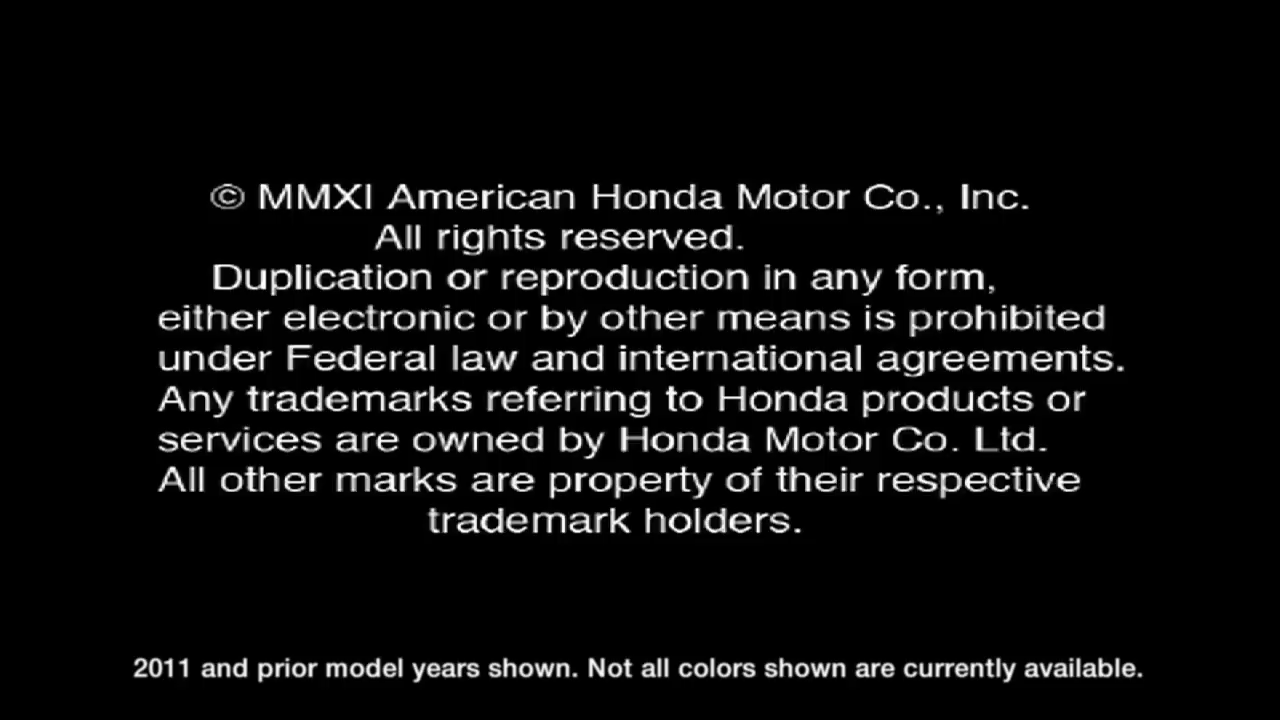 © MMXI American Honda Motor Co., Inc.
All rights reserved.
Duplication or reproduction in any form,
either electronic or by other means is prohibited
under Federal law and international agreements.
Any trademarks referring to Honda products or
services are owned by Honda Motor Co. Ltd.
All other marks are property of their respective
trademark holders.
2011 and prior model years shown. Not all colors shown are currently available.